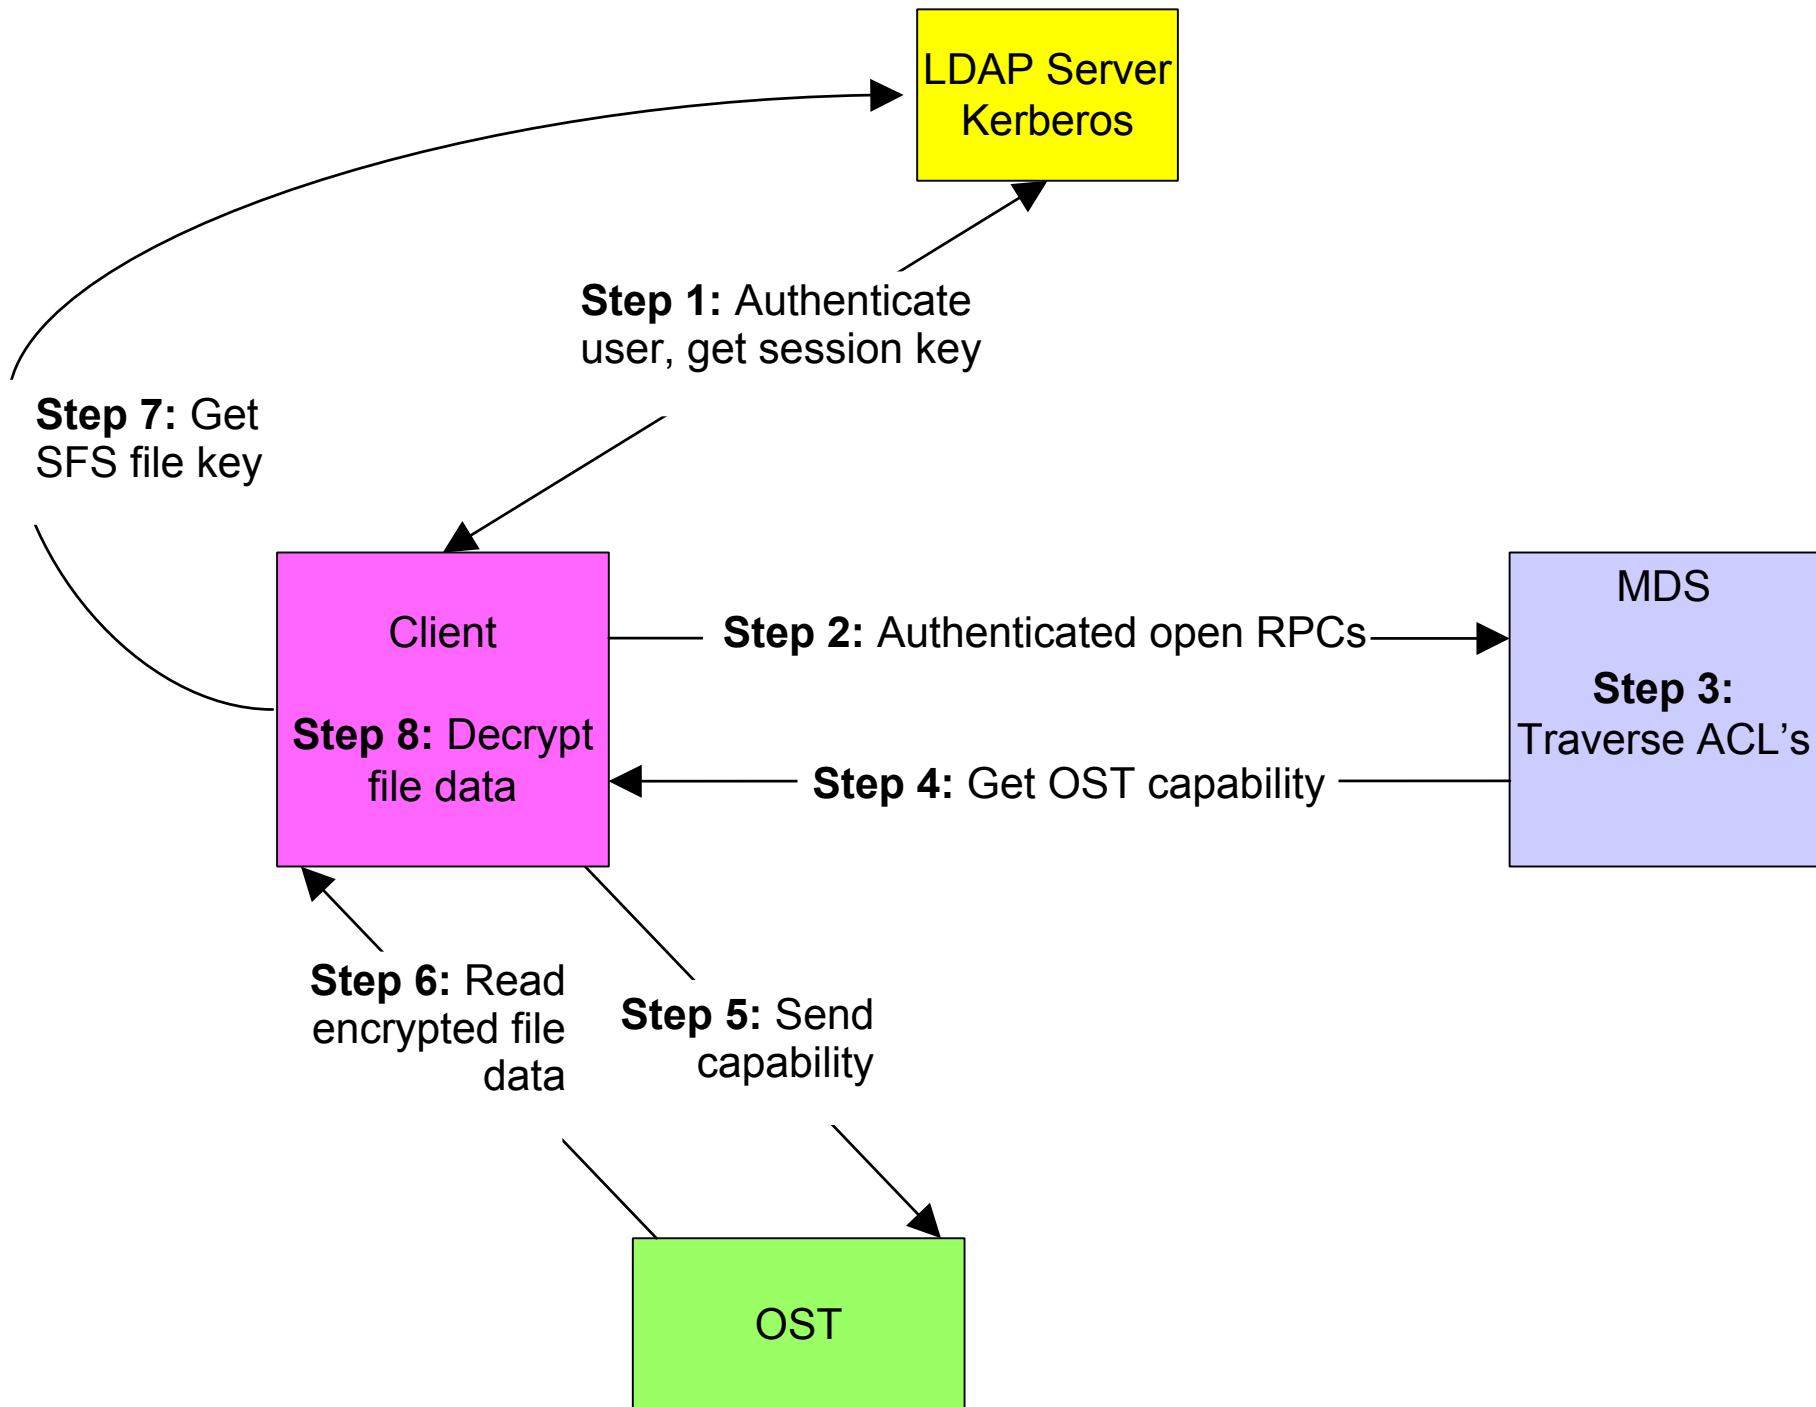 LDAP Server
Kerberos
Step 1: Authenticate
user, get session key
Step 7: Get
SFS file key
Client
Step 8: Decrypt
file data
Step 2: Authenticated open RPCs
MDS
Step 3:
Traverse ACL’s
Step 4: Get OST capability
Step 6: Read
encrypted file
data
Step 5: Send
capability
OST